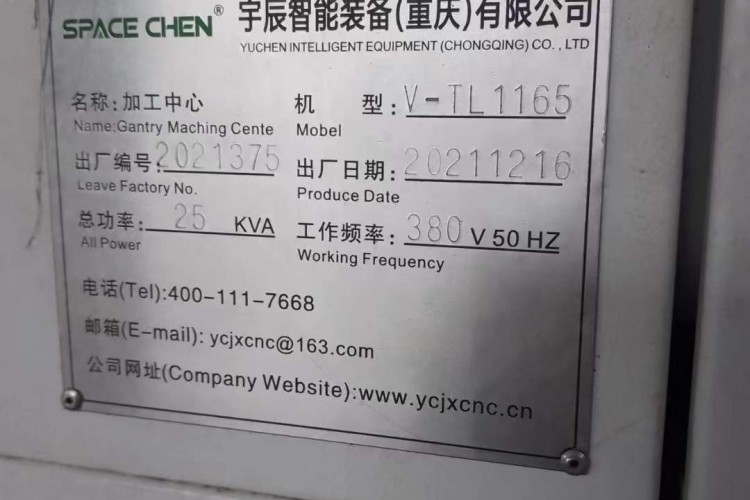 SPACE CHEN®
宇辰智能装备(重庆)有限公司
YUCHEN INTELLIGENT EQUIPMENT (CHONGQING) CO., LTD
名称: 加工中心
Name:Gantry Maching Cente
机 型: V-TL1165
Mobel
出厂编号: 2021375
Leave Factory No.
出厂日期: 20211216
Produce Date
总功率: 25 KVA
All Power
工作频率: 380 V 50 HZ
Working Frequency
电话(Tel):400-111-7668
邮箱(E-mail): ycjxcnc@163.com
公司网址(Company Website):www.ycjxcnc.cn